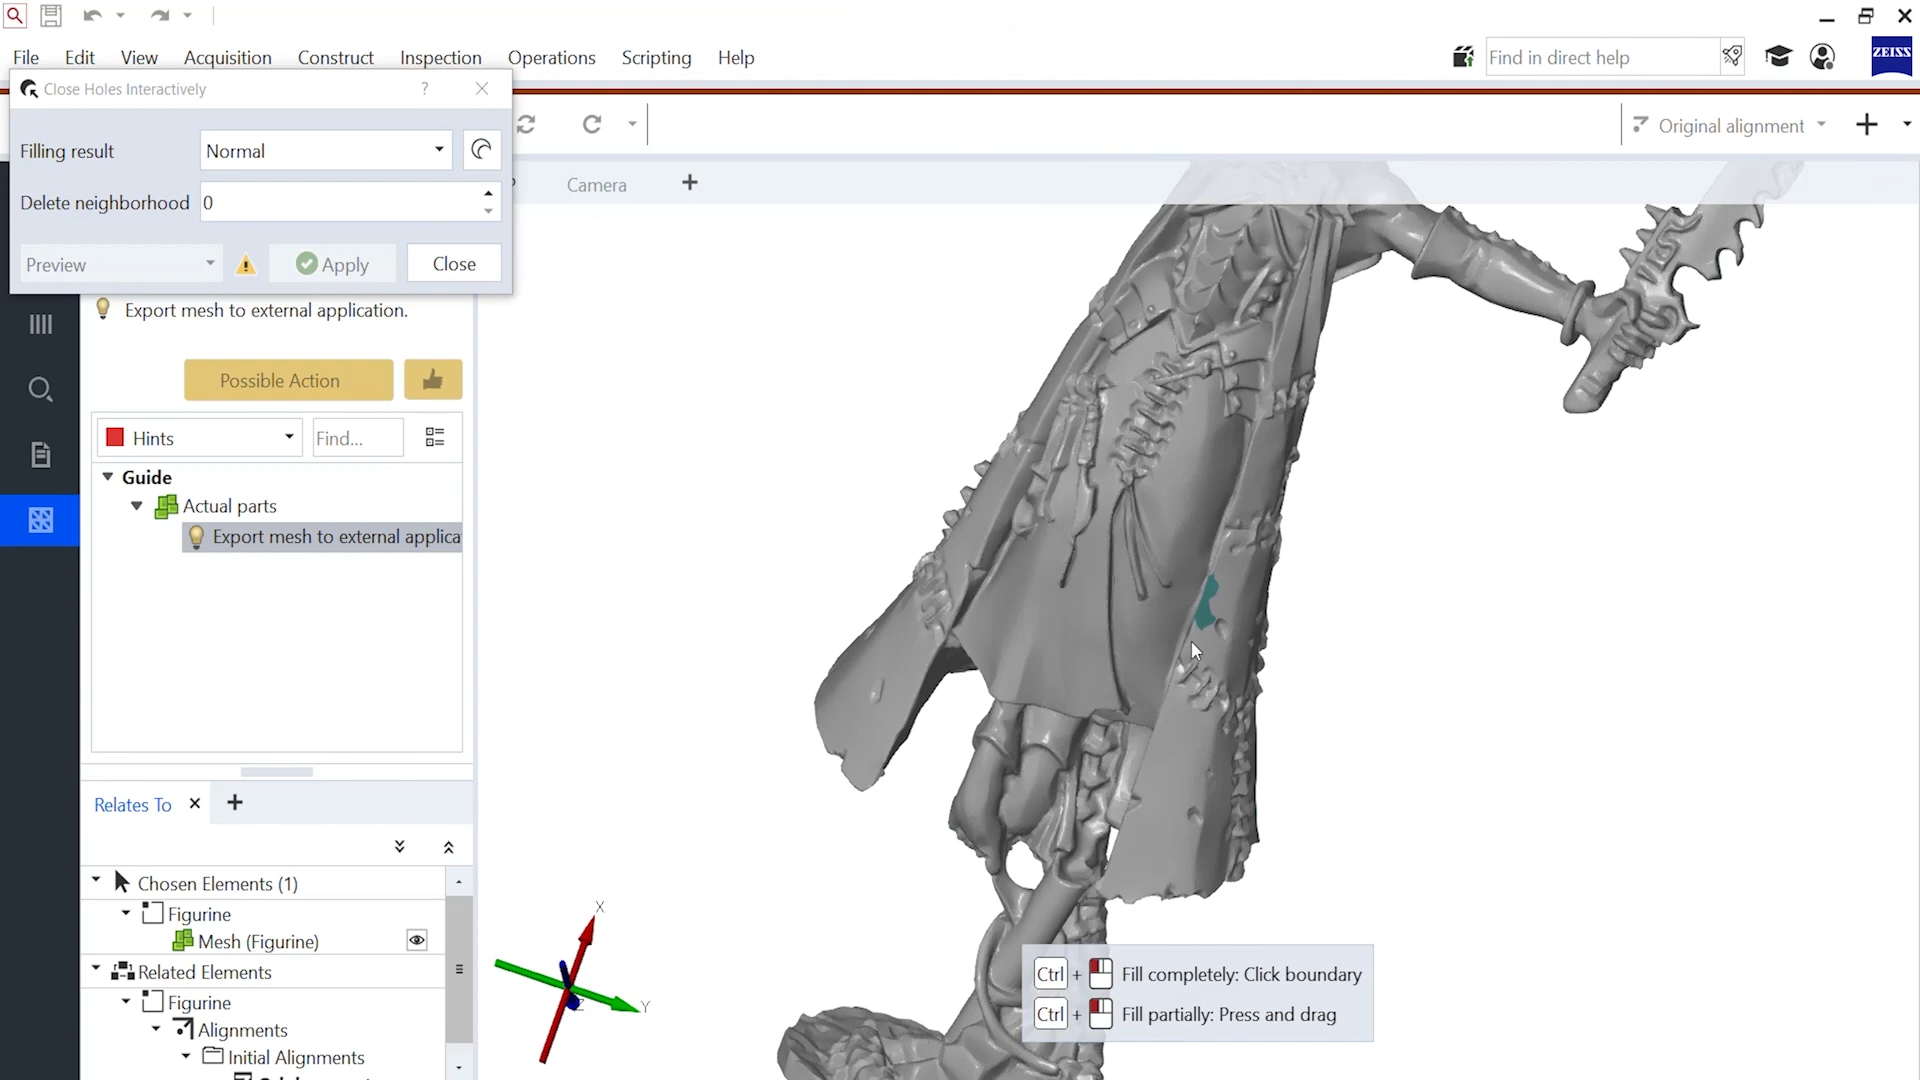 File Edit View Acquisition Construct Inspection Operations Scripting Help
Find in direct help
ZEISS
Close Holes Interactively ?
Filling result Normal
Delete neighborhood 0
Preview Apply Close
Original alignment
Camera
Export mesh to external application.
Possible Action
Hints Find...
Guide
Actual parts
Export mesh to external applica
Relates To
Chosen Elements (1)
Figurine
Mesh (Figurine)
Related Elements
Figurine
Alignments
Initial Alignments
X
Y
Z
Ctrl + Fill completely: Click boundary
Ctrl + Fill partially: Press and drag